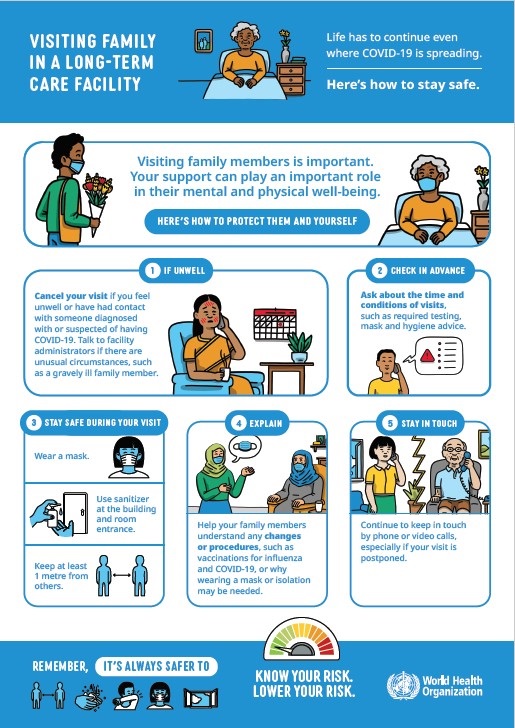 VISITING FAMILY
IN A LONG-TERM
CARE FACILITY
Life has to continue even
where COVID-19 is spreading.
Here's how to stay safe.
Visiting family members is important.
Your support can play an important role
in their mental and physical well-being.
HERE'S HOW TO PROTECT THEM AND YOURSELF
1 IF UNWELL
Cancel your visit if you feel
unwell or have had contact
with someone diagnosed
with or suspected of having
COVID-19. Talk to facility
administrators if there are
unusual circumstances, such
as a gravely ill family member.
2 CHECK IN ADVANCE
Ask about the time and
conditions of visits,
such as required testing,
mask and hygiene advice.
3 STAY SAFE DURING YOUR VISIT
Wear a mask.
Use sanitizer
at the building
and room
entrance.
Keep at least
1 metre from
others.
4 EXPLAIN
Help your family members
understand any changes
or procedures, such as
vaccinations for influenza
and COVID-19, or why
wearing a mask or isolation
may be needed.
5 STAY IN TOUCH
Continue to keep in touch
by phone or video calls,
especially if your visit is
postponed.
REMEMBER, IT'S ALWAYS SAFER TO
KNOW YOUR RISK.
LOWER YOUR RISK.
World Health
Organization